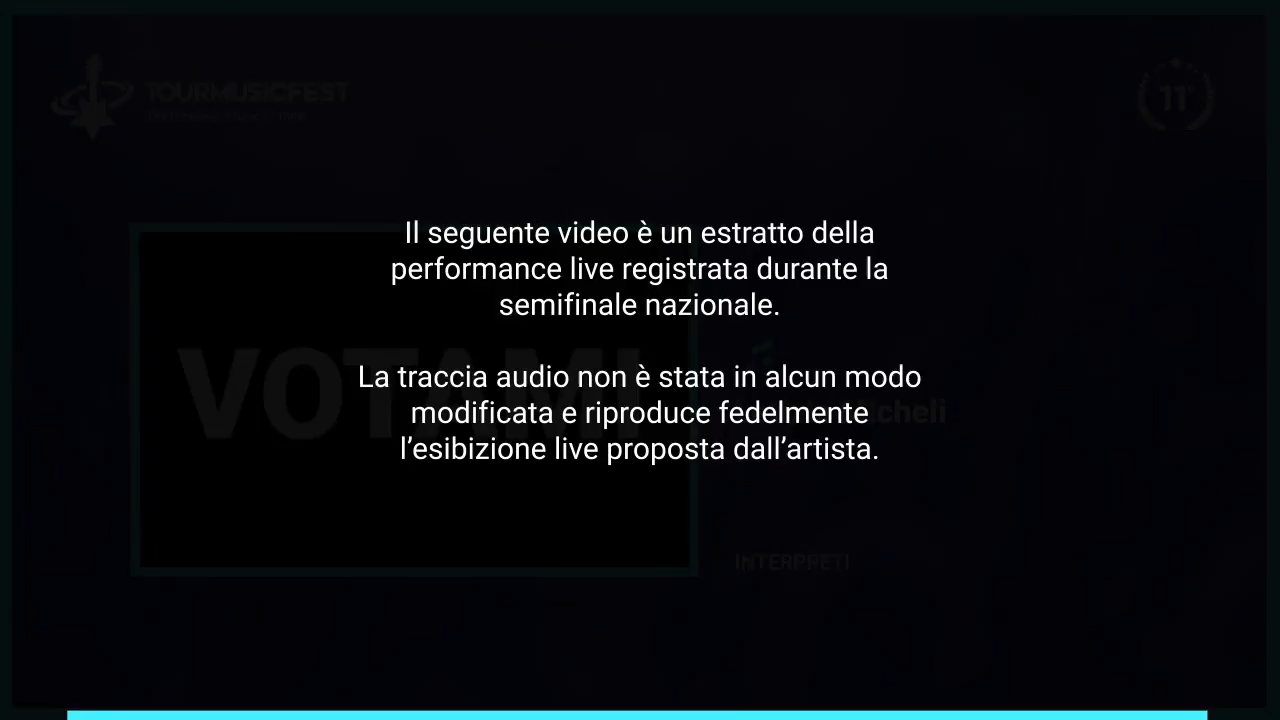 TOURMUSICFEST
11°
Il seguente video è un estratto della
performance live registrata durante la
semifinale nazionale.
VOTAMI
La traccia audio non è stata in alcun modo
modificata e riproduce fedelmente
l’esibizione live proposta dall’artista.
INTERPRETI